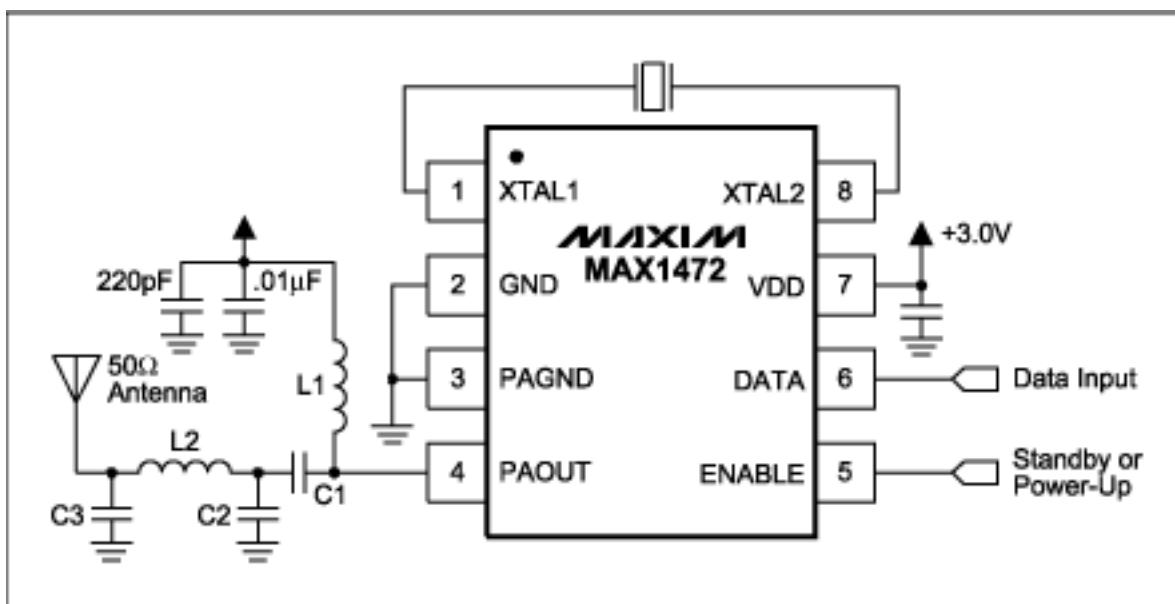 1
XTAL1
XTAL2
8
MAXIM
MAX1472
+3.0V
220pF
.01µF
2
GND
VDD
7
50Ω
Antenna
L1
3
PAGND
DATA
6
Data Input
L2
4
PAOUT
ENABLE
5
Standby or
Power-Up
C1
C3
C2